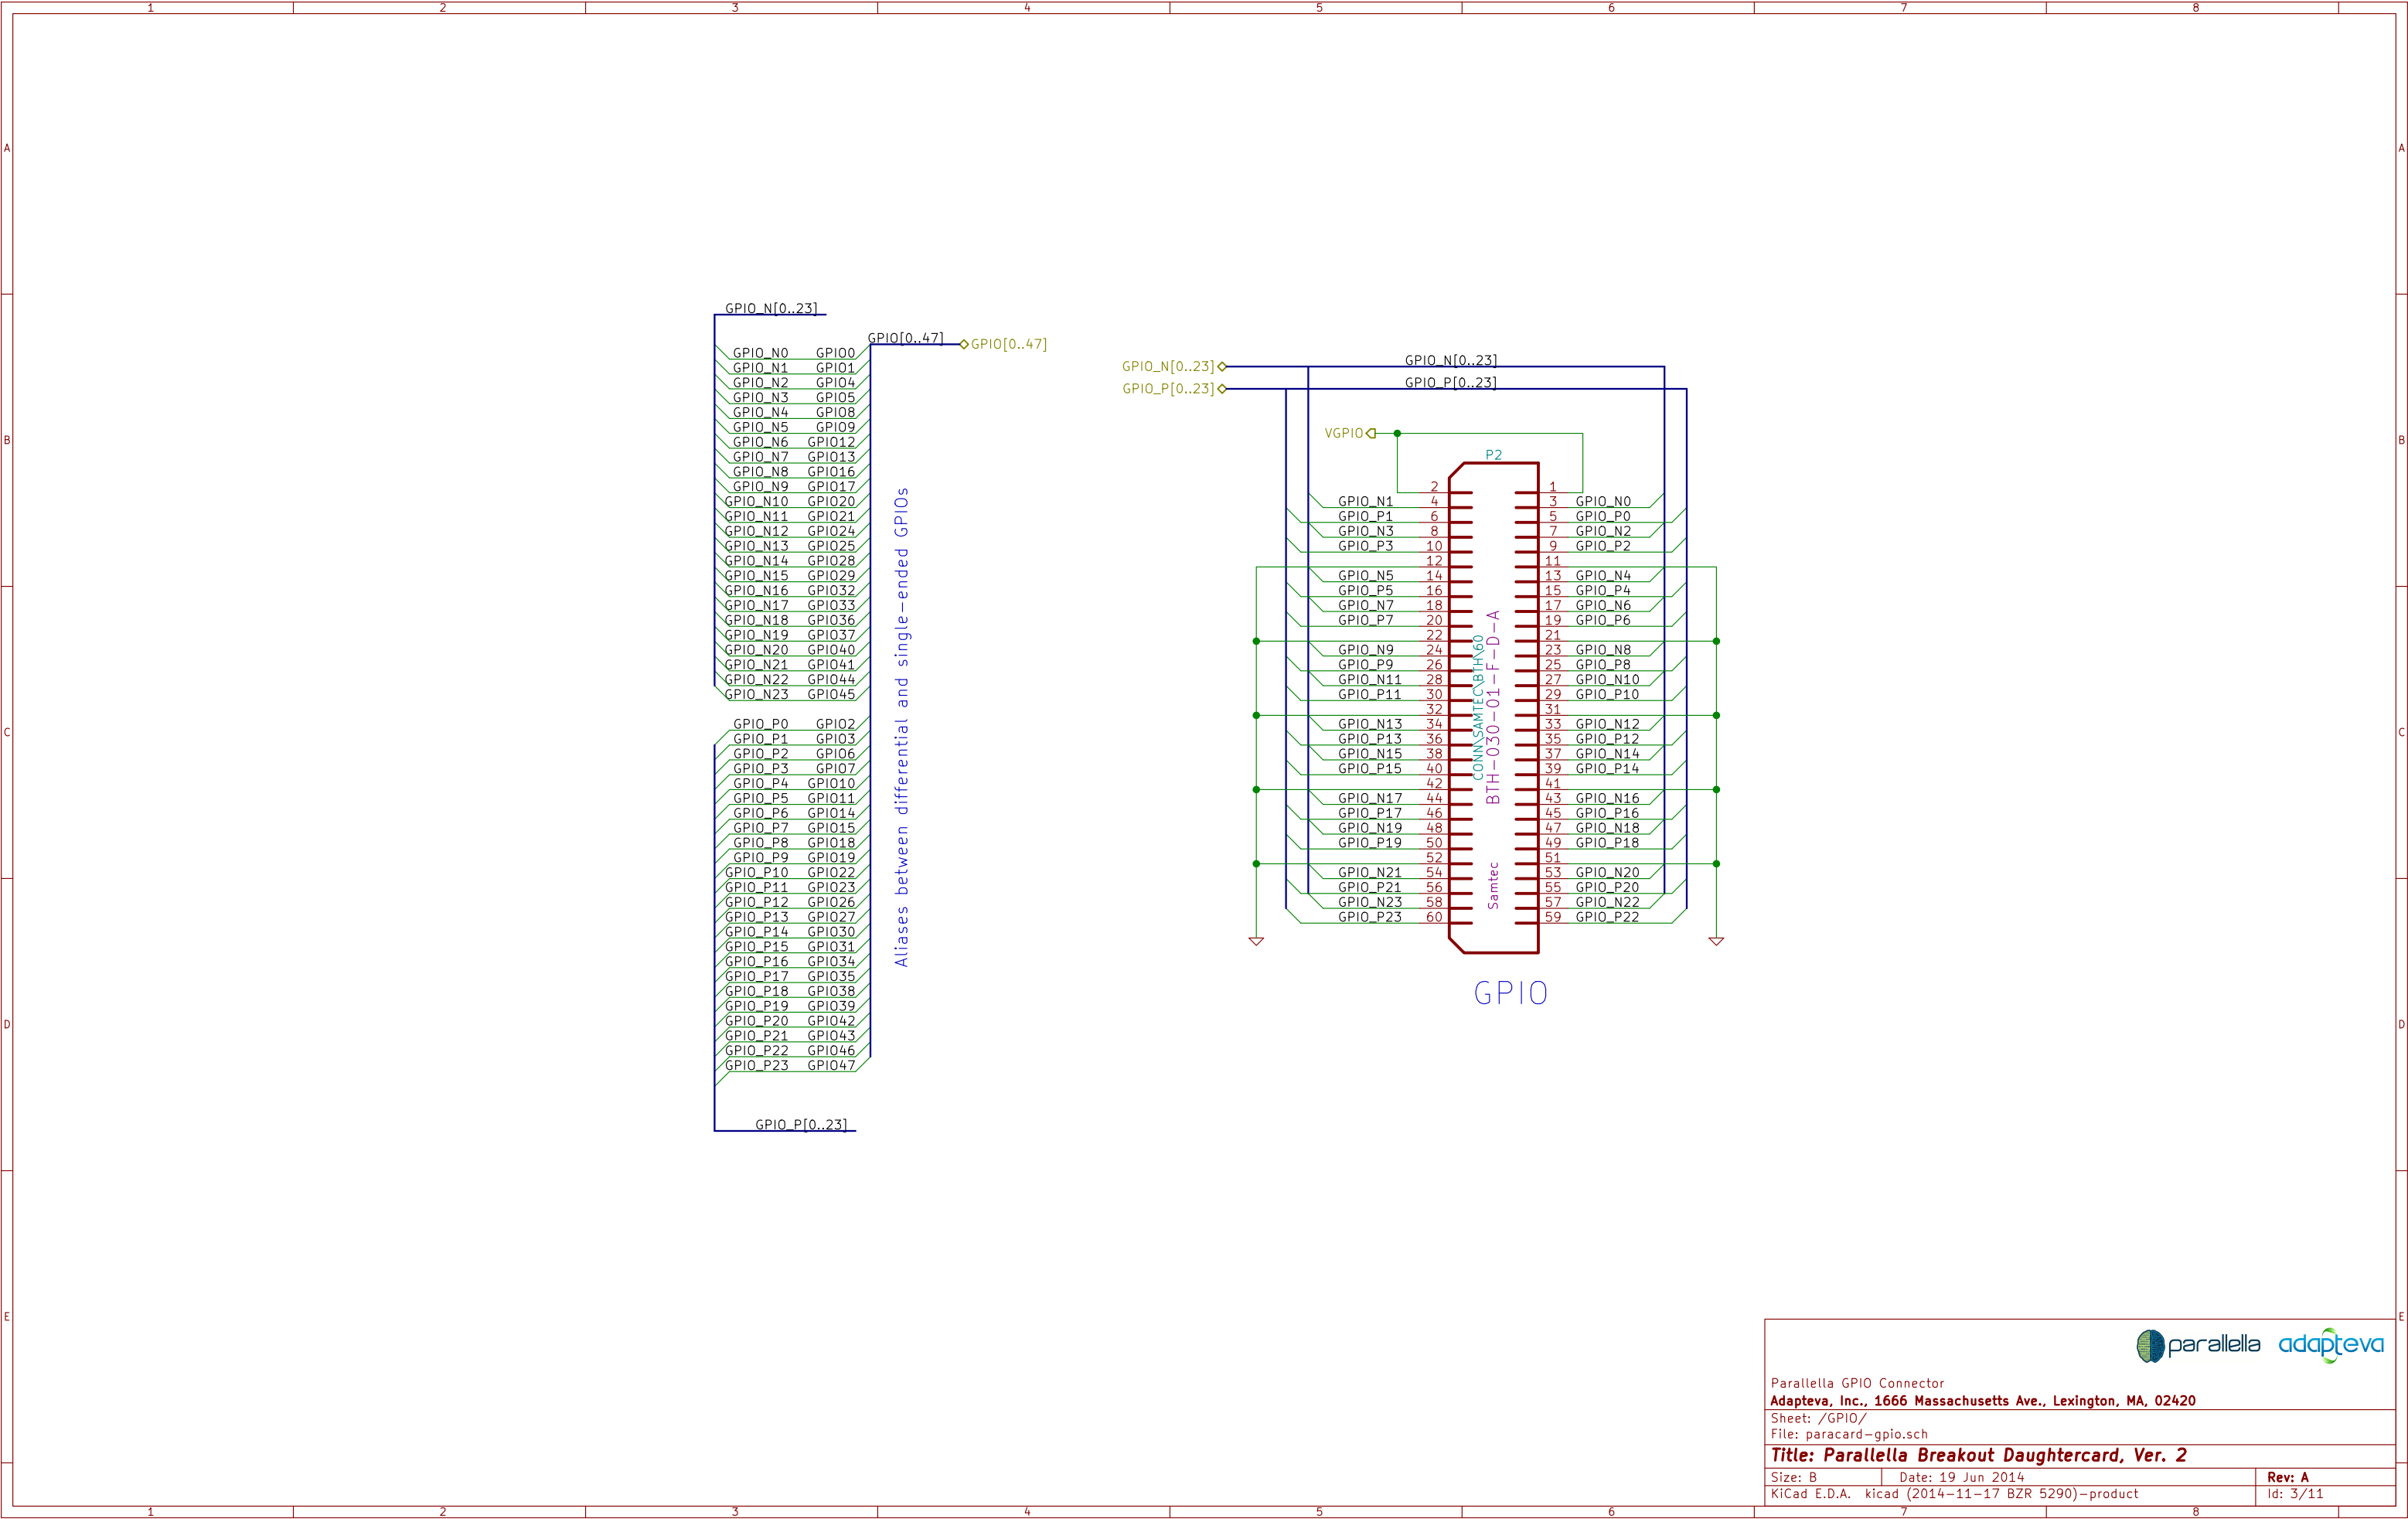 1 2 3 4 5 6 7 8
A A
B B
C C
D D
E E
GPIO_N[0..23]
GPIO[0..47] GPIO[0..47]
GPIO_N0 GPIO0
GPIO_N1 GPIO1
GPIO_N2 GPIO4
GPIO_N3 GPIO5
GPIO_N4 GPIO8
GPIO_N5 GPIO9
GPIO_N6 GPIO12
GPIO_N7 GPIO13
GPIO_N8 GPIO16
GPIO_N9 GPIO17
GPIO_N10 GPIO20
GPIO_N11 GPIO21
GPIO_N12 GPIO24
GPIO_N13 GPIO25
GPIO_N14 GPIO28
GPIO_N15 GPIO29
GPIO_N16 GPIO32
GPIO_N17 GPIO33
GPIO_N18 GPIO36
GPIO_N19 GPIO37
GPIO_N20 GPIO40
GPIO_N21 GPIO41
GPIO_N22 GPIO44
GPIO_N23 GPIO45
GPIO_P0 GPIO2
GPIO_P1 GPIO3
GPIO_P2 GPIO6
GPIO_P3 GPIO7
GPIO_P4 GPIO10
GPIO_P5 GPIO11
GPIO_P6 GPIO14
GPIO_P7 GPIO15
GPIO_P8 GPIO18
GPIO_P9 GPIO19
GPIO_P10 GPIO22
GPIO_P11 GPIO23
GPIO_P12 GPIO26
GPIO_P13 GPIO27
GPIO_P14 GPIO30
GPIO_P15 GPIO31
GPIO_P16 GPIO34
GPIO_P17 GPIO35
GPIO_P18 GPIO38
GPIO_P19 GPIO39
GPIO_P20 GPIO42
GPIO_P21 GPIO43
GPIO_P22 GPIO46
GPIO_P23 GPIO47
GPIO_P[0..23]
Aliases between differential and single-ended GPIOs
GPIO_N[0..23] GPIO_N[0..23]
GPIO_P[0..23] GPIO_P[0..23]
VGPIO
P2
2 1
GPIO_N1 4 3 GPIO_N0
GPIO_P1 6 5 GPIO_P0
GPIO_N3 8 7 GPIO_N2
GPIO_P3 10 9 GPIO_P2
12 11
GPIO_N5 14 13 GPIO_N4
GPIO_P5 16 15 GPIO_P4
GPIO_N7 18 17 GPIO_N6
GPIO_P7 20 19 GPIO_P6
22 21
GPIO_N9 24 23 GPIO_N8
GPIO_P9 26 25 GPIO_P8
GPIO_N11 28 27 GPIO_N10
GPIO_P11 30 29 GPIO_P10
32 31
GPIO_N13 34 33 GPIO_N12
GPIO_P13 36 35 GPIO_P12
GPIO_N15 38 37 GPIO_N14
GPIO_P15 40 39 GPIO_P14
42 41
GPIO_N17 44 43 GPIO_N16
GPIO_P17 46 45 GPIO_P16
GPIO_N19 48 47 GPIO_N18
GPIO_P19 50 49 GPIO_P18
52 51
GPIO_N21 54 53 GPIO_N20
GPIO_P21 56 55 GPIO_P20
GPIO_N23 58 57 GPIO_N22
GPIO_P23 60 59 GPIO_P22
CONN\SAMTEC\BTH\60
BTH-030-01-F-D-A
Samtec
GPIO
parallella adapteva
Parallella GPIO Connector
Adapteva, Inc., 1666 Massachusetts Ave., Lexington, MA, 02420
Sheet: /GPIO/
File: paracard-gpio.sch
Title: Parallella Breakout Daughtercard, Ver. 2
Size: B Date: 19 Jun 2014 Rev: A
KiCad E.D.A. kicad (2014-11-17 BZR 5290)-product Id: 3/11
1 2 3 4 5 6 7 8